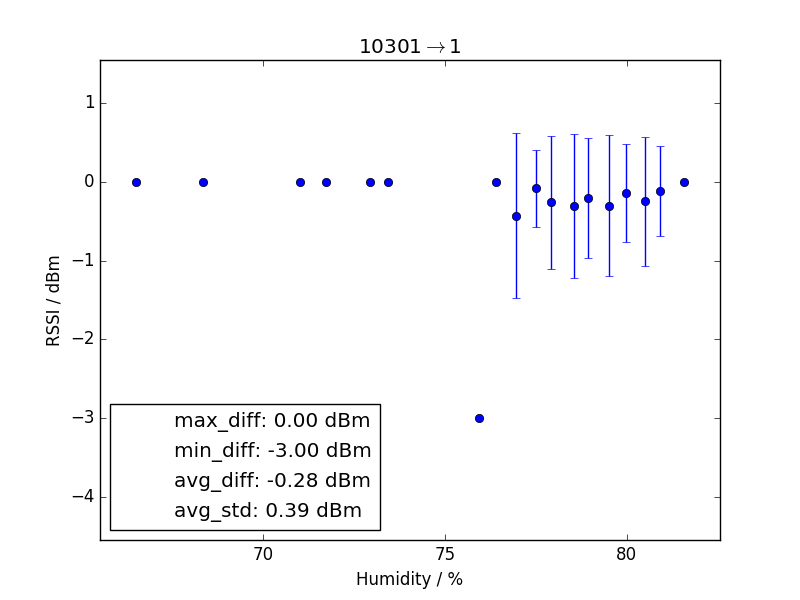 10301→1
1
0
−1
−2
−3
−4
RSSI / dBm
max_diff: 0.00 dBm
min_diff: -3.00 dBm
avg_diff: -0.28 dBm
avg_std: 0.39 dBm
70 75 80
Humidity / %